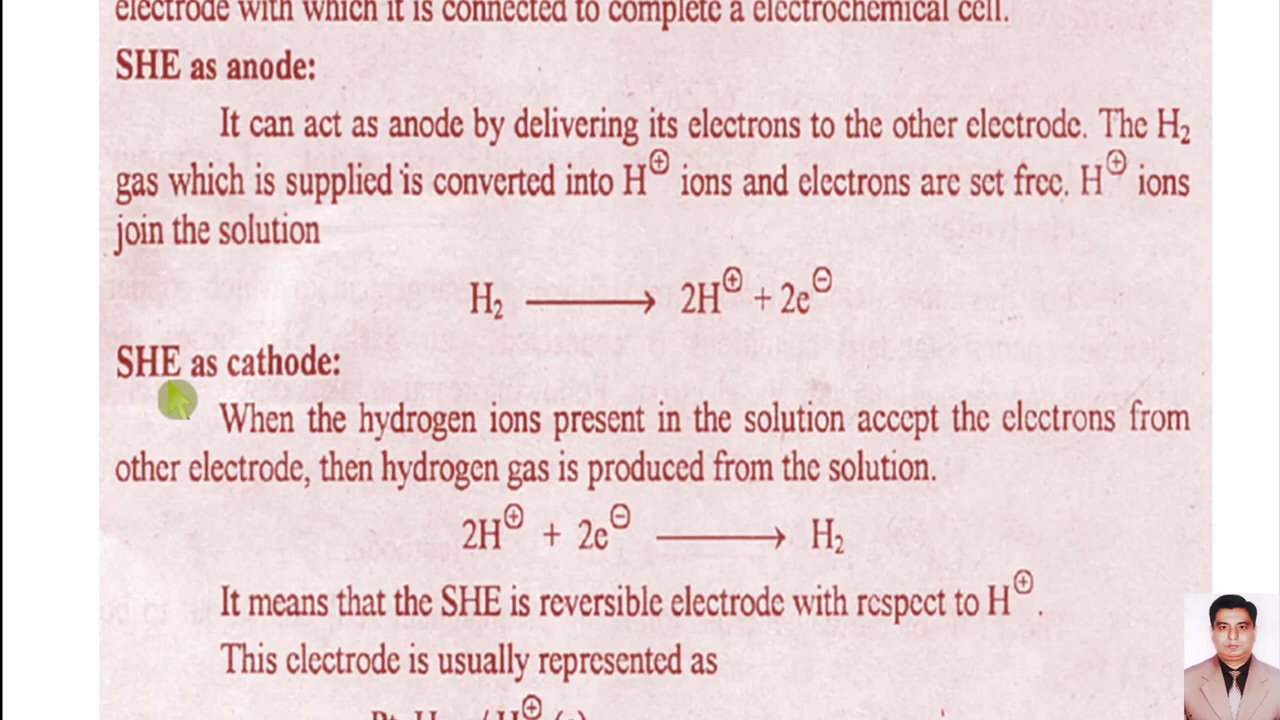 electrode with which it is connected to complete a electrochemical cell.
SHE as anode:
It can act as anode by delivering its electrons to the other electrode. The H₂
gas which is supplied is converted into H⊕ ions and electrons are set free. H⊕ ions
join the solution
H₂ ⟶ 2H⊕ + 2e⊖
SHE as cathode:
When the hydrogen ions present in the solution accept the electrons from
other electrode, then hydrogen gas is produced from the solution.
2H⊕ + 2e⊖ ⟶ H₂
It means that the SHE is reversible electrode with respect to H⊕.
This electrode is usually represented as